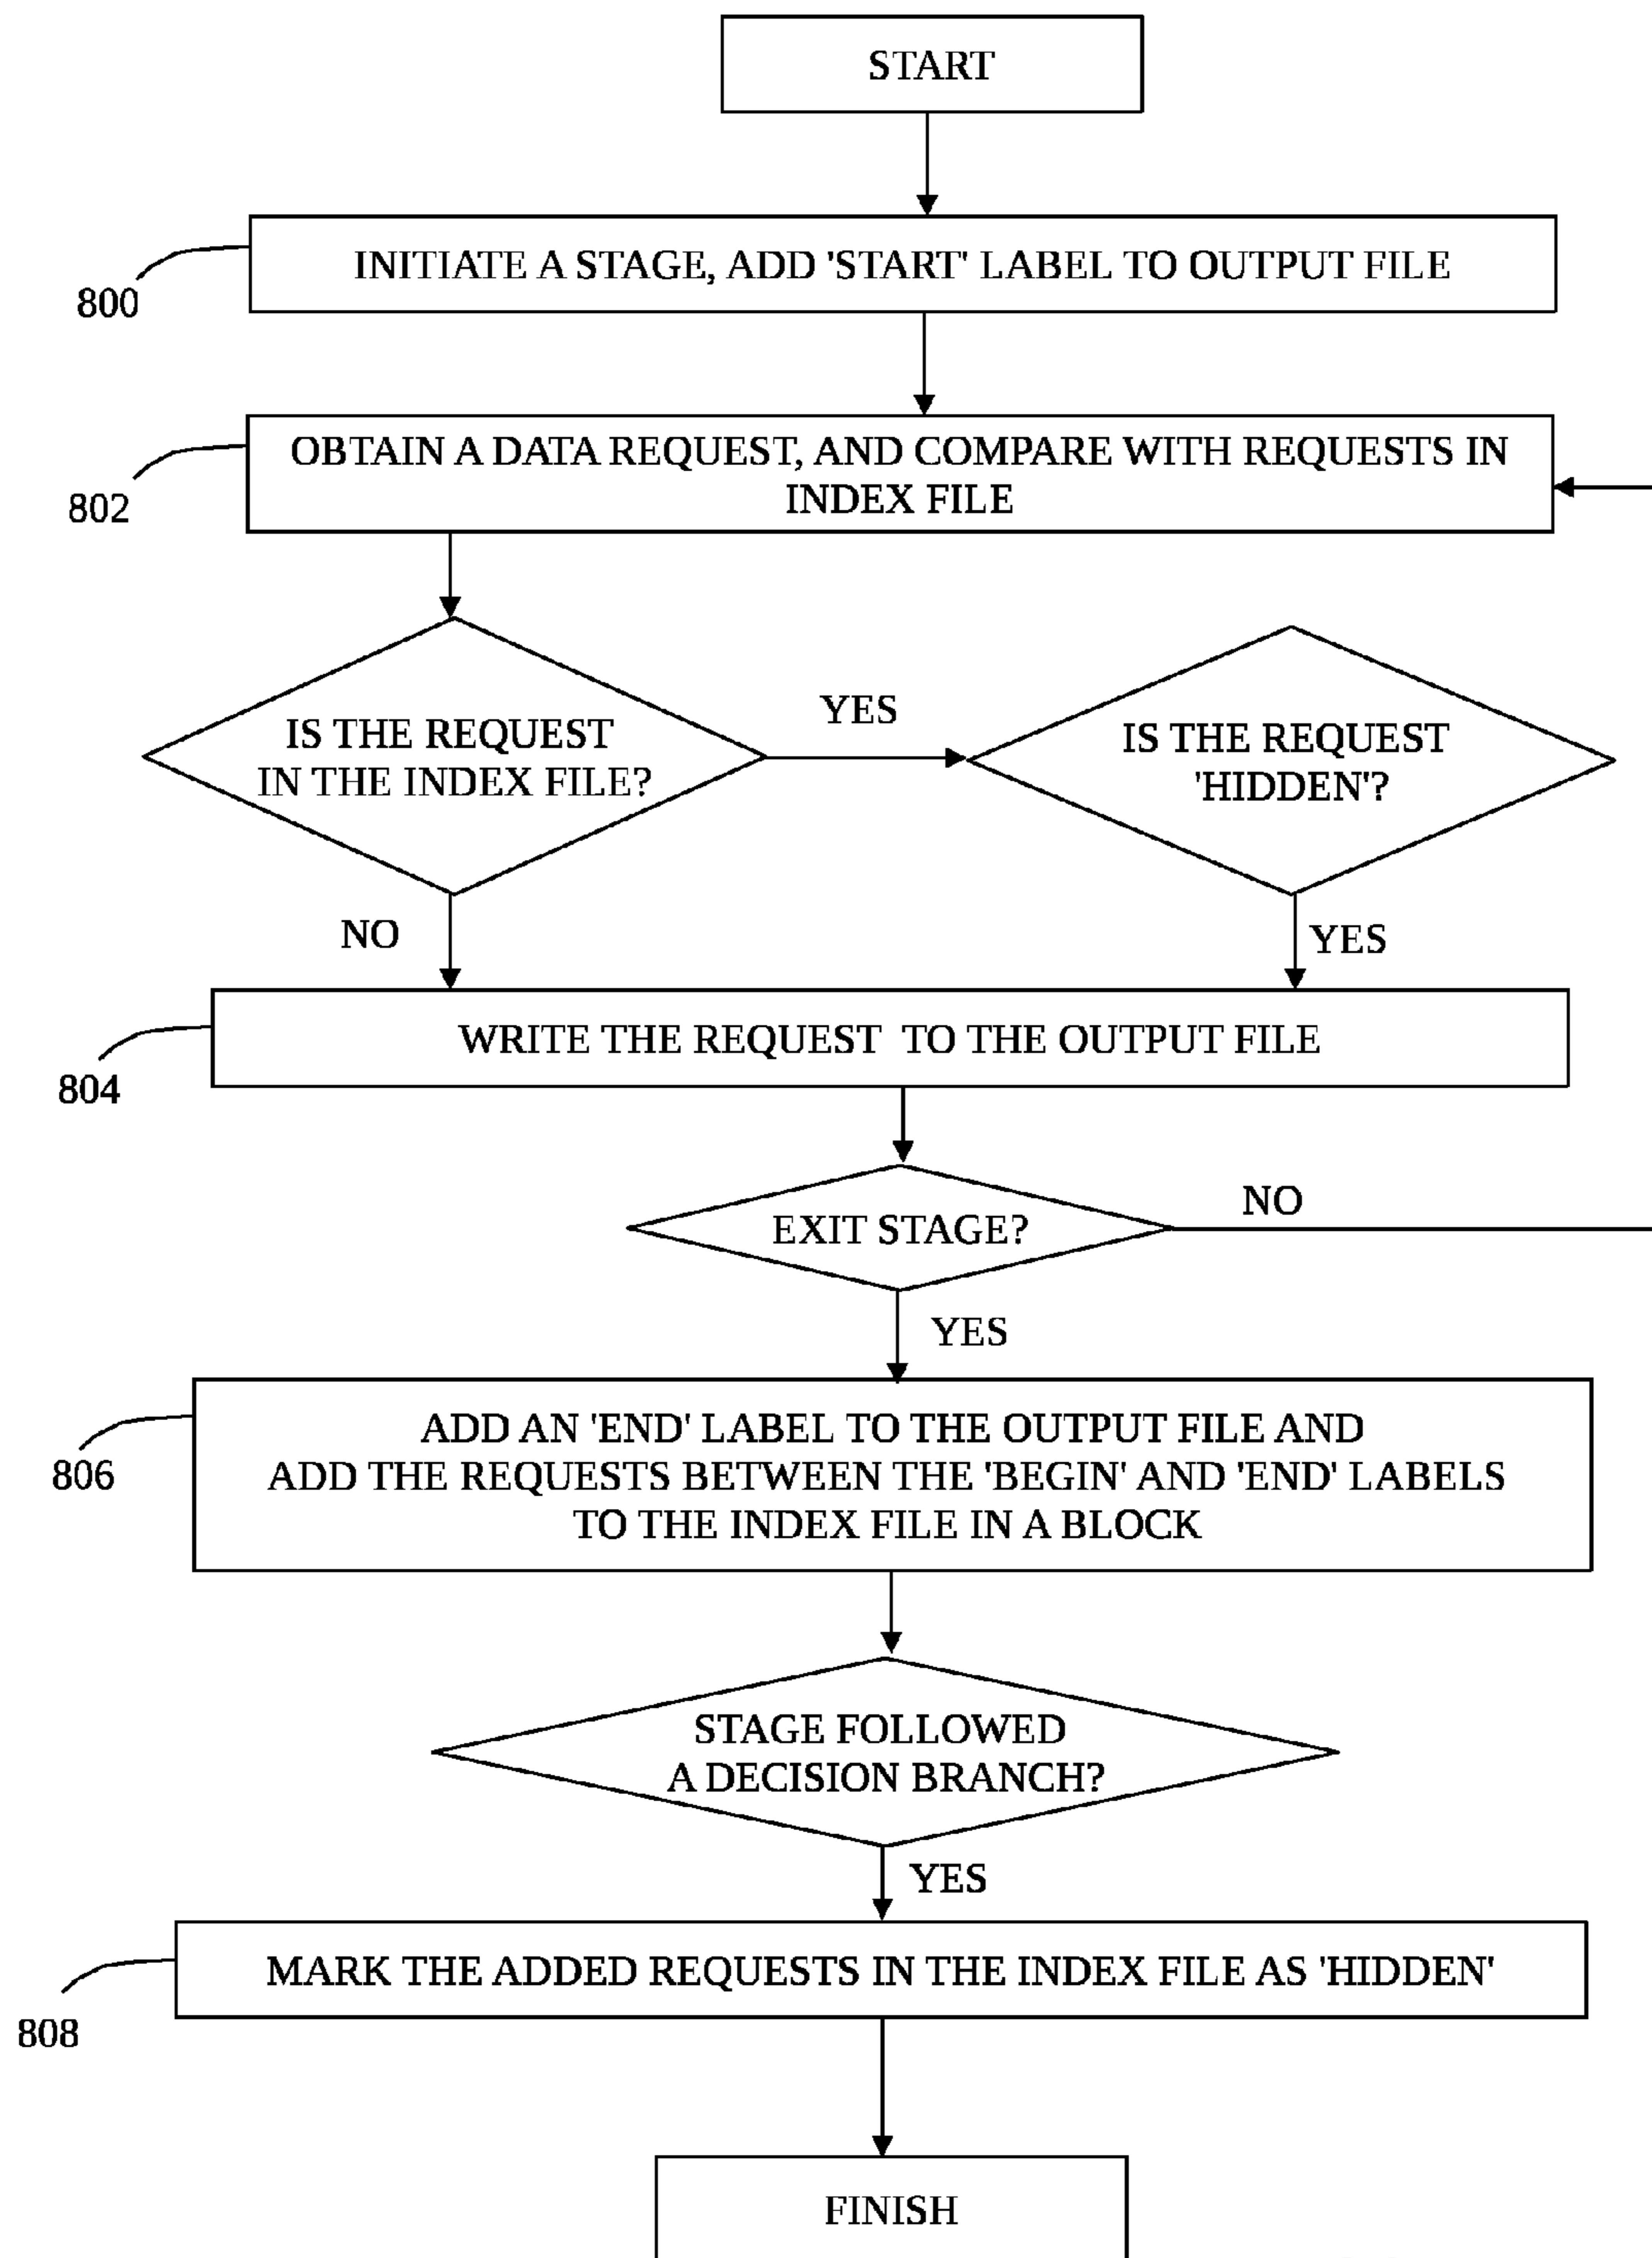 START
INITIATE A STAGE, ADD 'START' LABEL TO OUTPUT FILE
800
OBTAIN A DATA REQUEST, AND COMPARE WITH REQUESTS IN
INDEX FILE
802
IS THE REQUEST
IN THE INDEX FILE?
YES
IS THE REQUEST
'HIDDEN'?
NO
YES
WRITE THE REQUEST TO THE OUTPUT FILE
804
EXIT STAGE?
NO
YES
ADD AN 'END' LABEL TO THE OUTPUT FILE AND
ADD THE REQUESTS BETWEEN THE 'BEGIN' AND 'END' LABELS
TO THE INDEX FILE IN A BLOCK
806
STAGE FOLLOWED
A DECISION BRANCH?
YES
MARK THE ADDED REQUESTS IN THE INDEX FILE AS 'HIDDEN'
808
FINISH